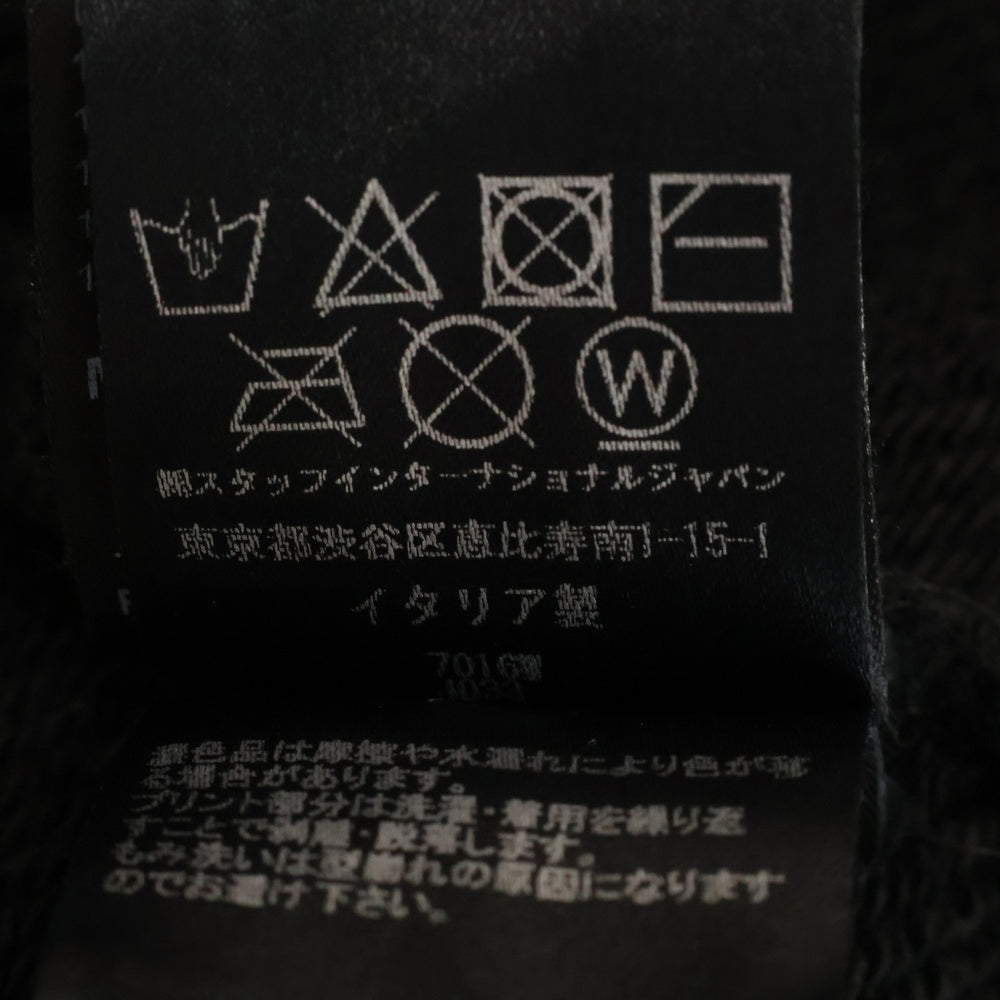 W
㈱スタッフインターナショナルジャパン
東京都渋谷区恵比寿南1-15-1
イタリア製
7016W
濃色品は摩擦や水濡れにより色が移
る場合があります。
プリント部分は洗濯・着用を繰り返
すことで剥離・脱落します。
もみ洗いは型崩れの原因になります
のでお避け下さい。